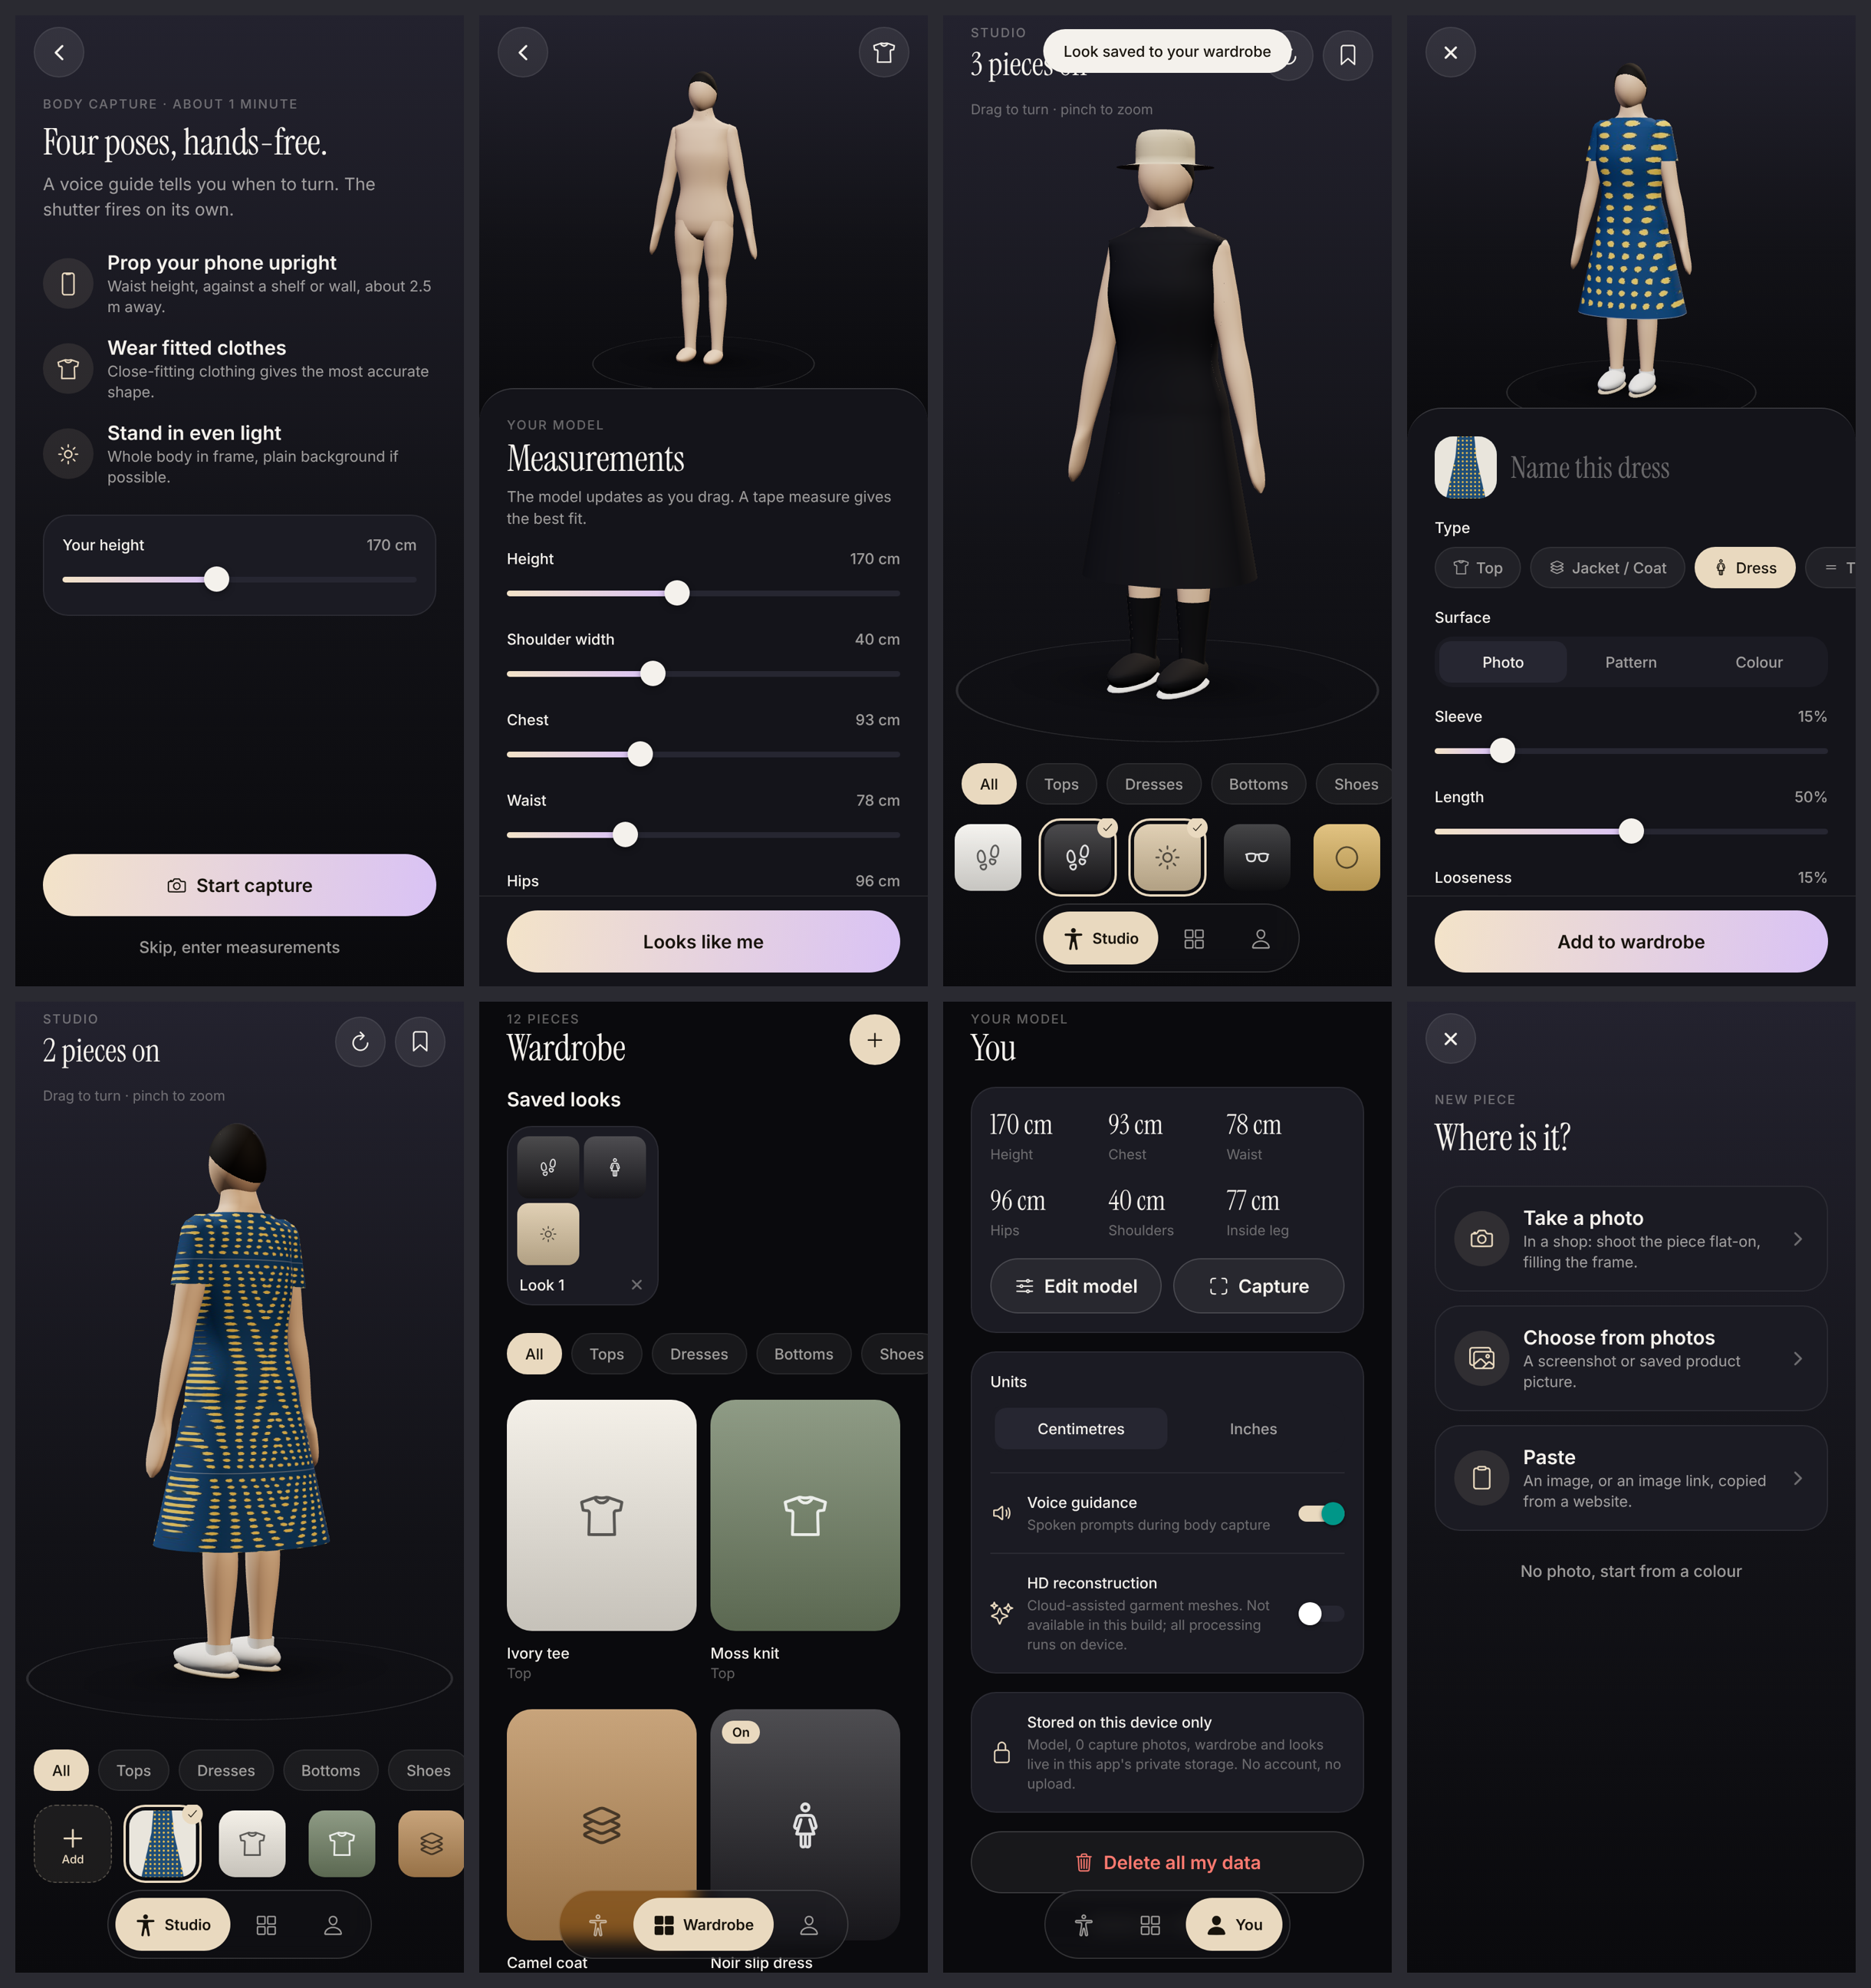 BODY CAPTURE · ABOUT 1 MINUTE
Four poses, hands-free.
A voice guide tells you when to turn. The
shutter fires on its own.
Prop your phone upright
Waist height, against a shelf or wall, about 2.5
m away.
Wear fitted clothes
Close-fitting clothing gives the most accurate
shape.
Stand in even light
Whole body in frame, plain background if
possible.
Your height 170 cm
Start capture
Skip, enter measurements
YOUR MODEL
Measurements
The model updates as you drag. A tape measure gives
the best fit.
Height 170 cm
Shoulder width 40 cm
Chest 93 cm
Waist 78 cm
Hips 96 cm
Looks like me
STUDIO
Look saved to your wardrobe
3 pieces on
Drag to turn · pinch to zoom
All Tops Dresses Bottoms Shoes
Studio
Name this dress
Type
Top Jacket / Coat Dress T
Surface
Photo Pattern Colour
Sleeve 15%
Length 50%
Looseness 15%
Add to wardrobe
STUDIO
2 pieces on
Drag to turn · pinch to zoom
All Tops Dresses Bottoms Shoes
Add
Studio
12 PIECES
Wardrobe
Saved looks
Look 1
All Tops Dresses Bottoms Shoes
Ivory tee Moss knit
Top Top
On
Wardrobe
Camel coat Noir slip dress
YOUR MODEL
You
170 cm 93 cm 78 cm
Height Chest Waist
96 cm 40 cm 77 cm
Hips Shoulders Inside leg
Edit model Capture
Units
Centimetres Inches
Voice guidance
Spoken prompts during body capture
HD reconstruction
Cloud-assisted garment meshes. Not
available in this build; all processing
runs on device.
Stored on this device only
Model, 0 capture photos, wardrobe and looks
live in this app's private storage. No account, no
upload.
Delete all my data
You
NEW PIECE
Where is it?
Take a photo
In a shop: shoot the piece flat-on,
filling the frame.
Choose from photos
A screenshot or saved product
picture.
Paste
An image, or an image link, copied
from a website.
No photo, start from a colour